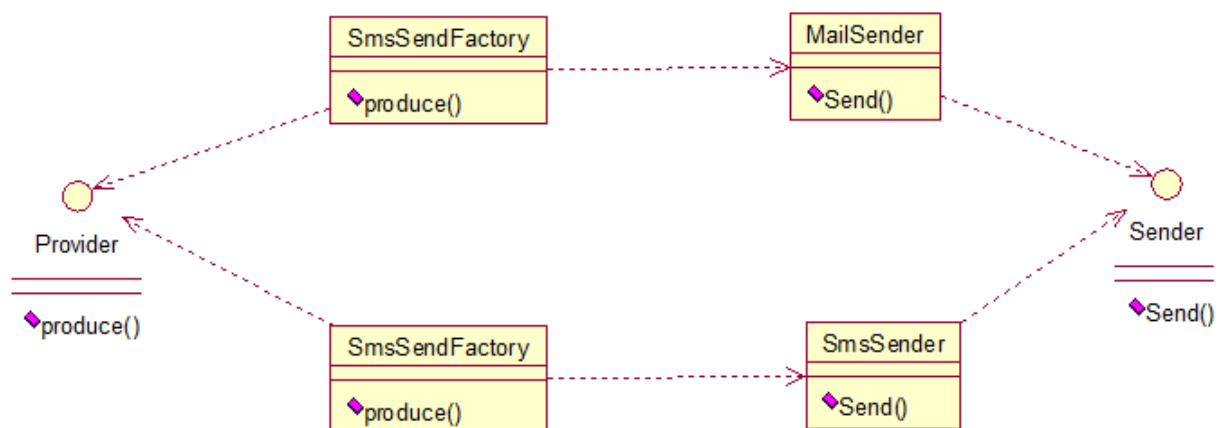 SmsSendFactory
produce()
MailSender
Send()
Provider
produce()
Sender
Send()
SmsSendFactory
produce()
SmsSender
Send()